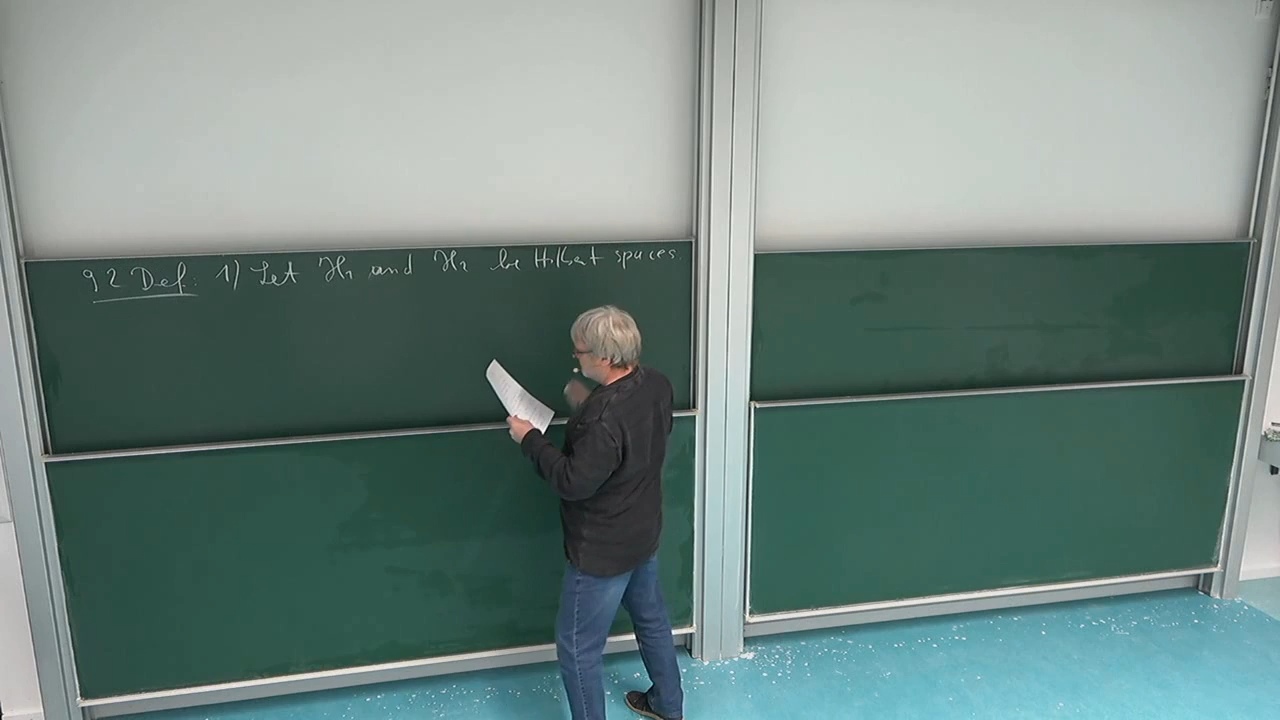 9.2 Def. 1) Let H₁ and H₂ be Hilbert spaces